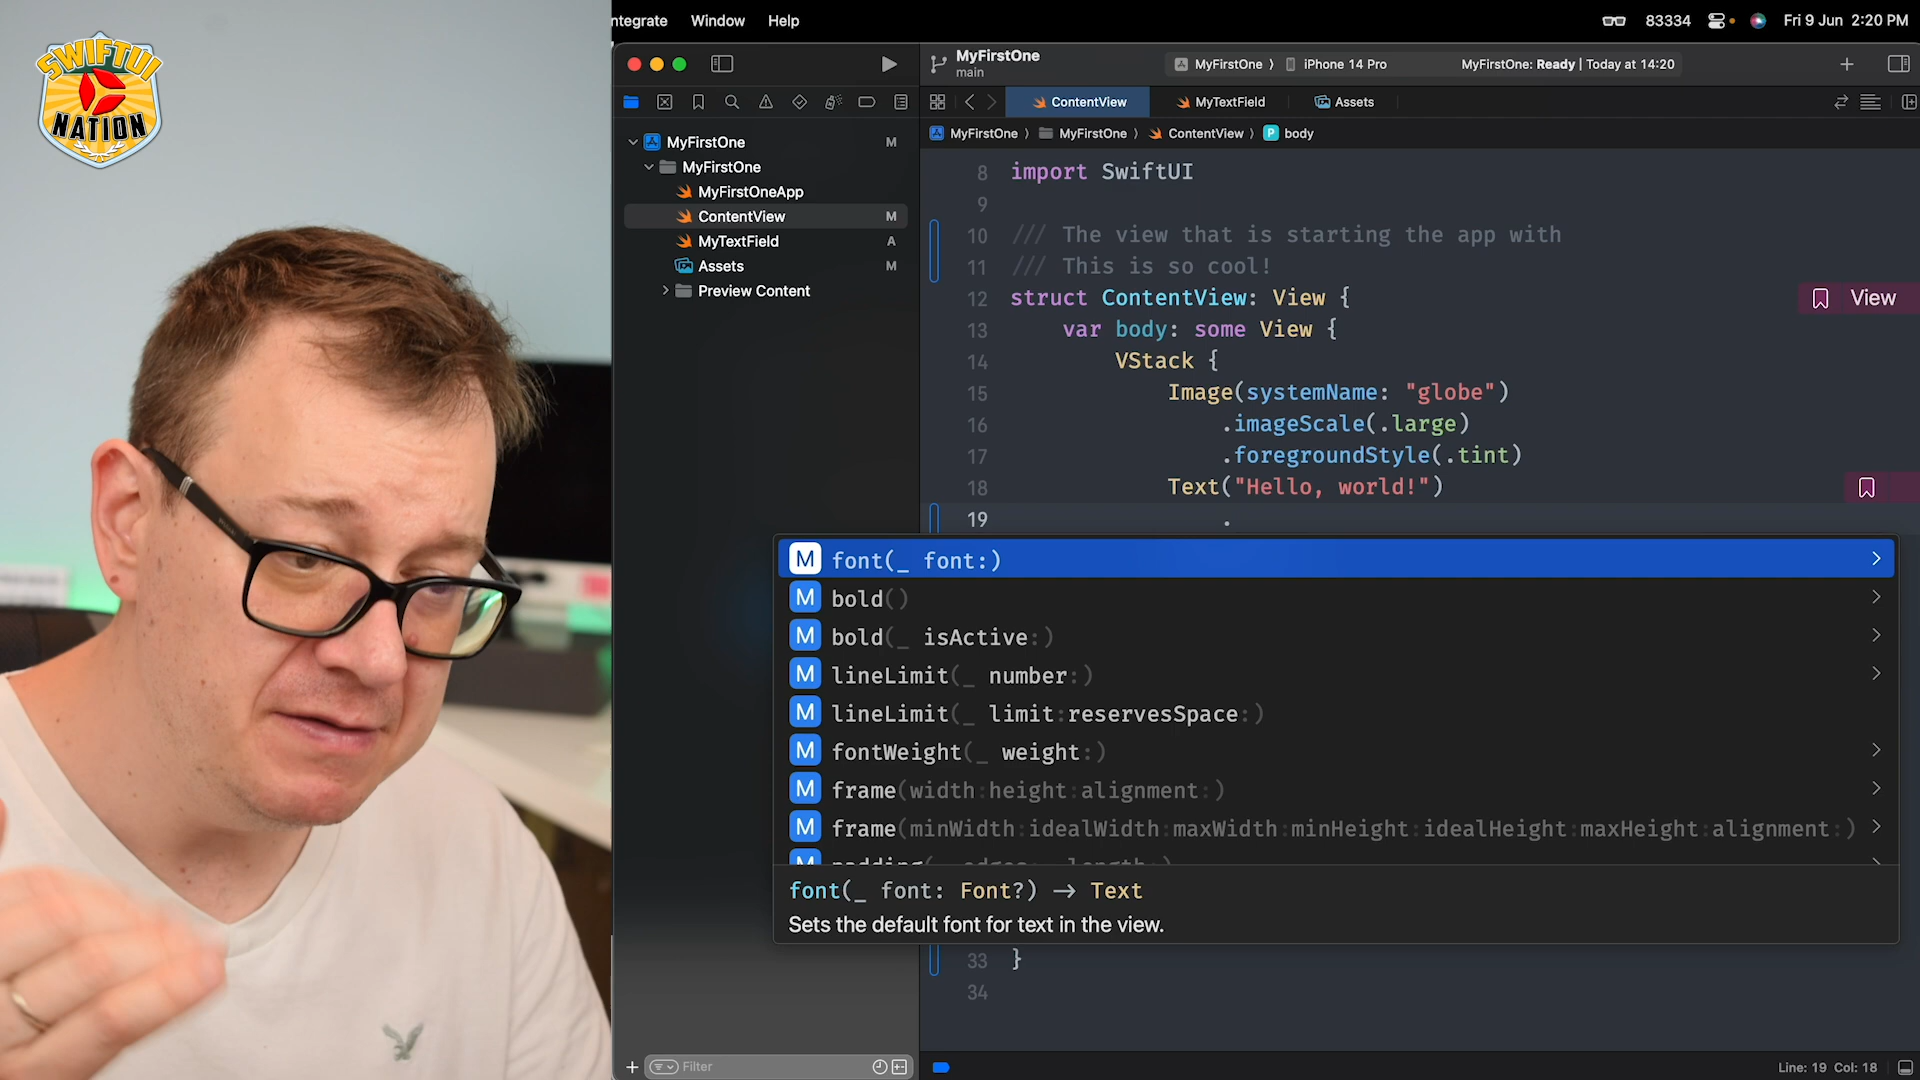 SWIFTUI
NATION
ntegrate Window Help
83334 Fri 9 Jun 2:20 PM
MyFirstOne
main
MyFirstOne iPhone 14 Pro
MyFirstOne: Ready | Today at 14:20
ContentView MyTextField Assets
MyFirstOne MyFirstOne ContentView P body
MyFirstOne M
MyFirstOne
MyFirstOneApp
ContentView M
MyTextField A
Assets M
Preview Content
8 import SwiftUI
9
10 /// The view that is starting the app with
11 /// This is so cool!
12 struct ContentView: View {
View
13 var body: some View {
14 VStack {
15 Image(systemName: "globe")
16 .imageScale(.large)
17 .foregroundStyle(.tint)
18 Text("Hello, world!")
19 .
M font(_ font:)
M bold()
M bold(_ isActive:)
M lineLimit(_ number:)
M lineLimit(_ limit:reservesSpace:)
M fontWeight(_ weight:)
M frame(width:height:alignment:)
M frame(minWidth:idealWidth:maxWidth:minHeight:idealHeight:maxHeight:alignment:)
M padding(_ edges:_ length:)
font(_ font: Font?) → Text
Sets the default font for text in the view.
33 }
34
Filter
Line: 19 Col: 18